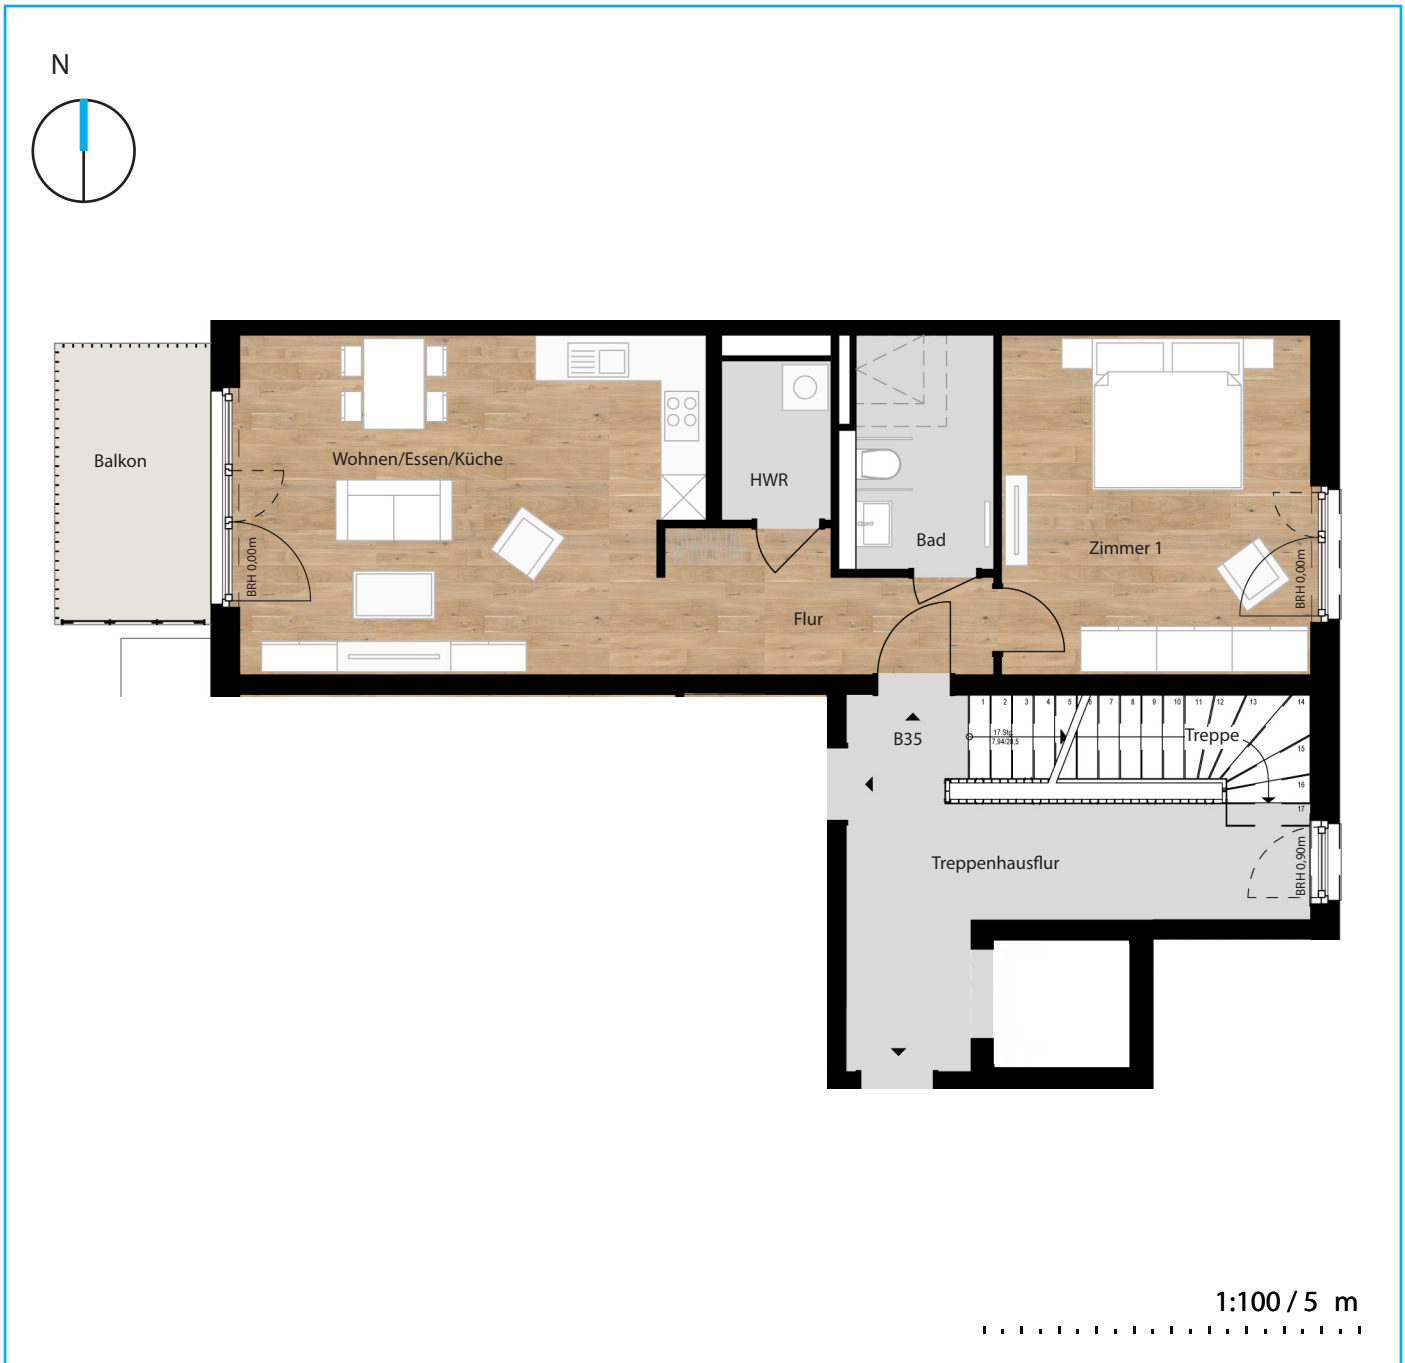 N
Balkon
Wohnen/Essen/Küche
BRH 0,00m
HWR
Bad
Zimmer 1
BRH 0,00m
Flur
1 2 3 4 5 6 7 8 9 10 11 12 13 14
17 Stg.
B35
Treppe
15
16
17
Treppenhausflur
BRH 0,90m
1:100 / 5 m